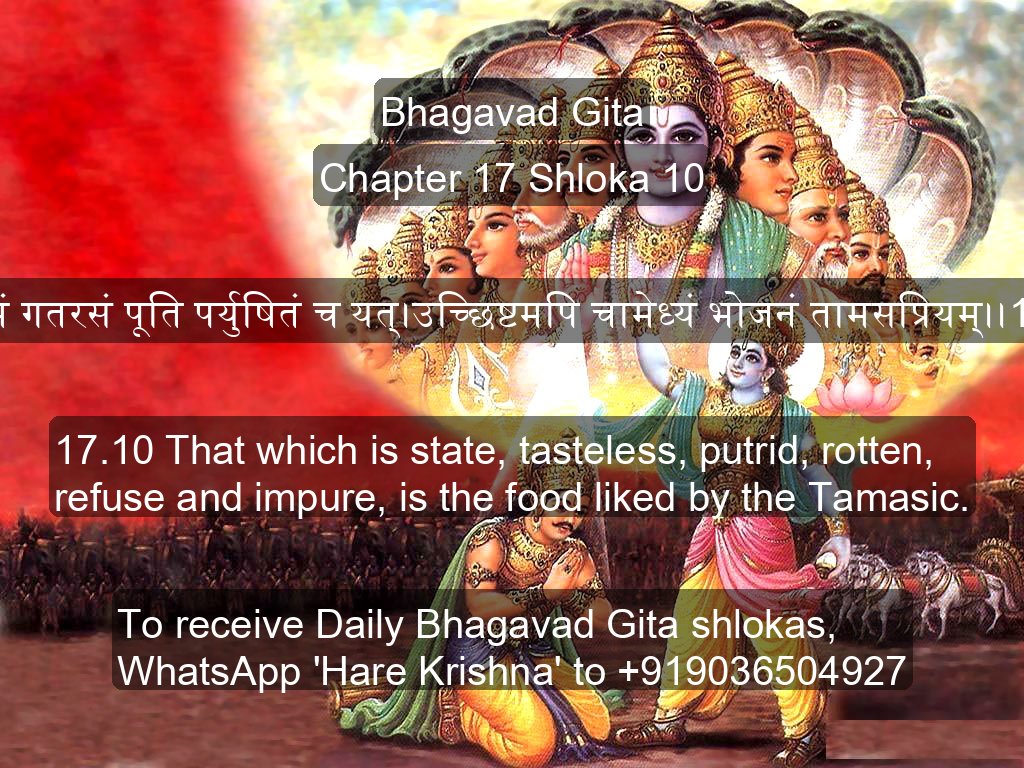 Bhagavad Gita
Chapter 17 Shloka 10
गतरसं पूति पर्युषितं च यत्।उच्छिष्टमपि चामेध्यं भोजनं तामसप्रियम्।।1
17.10 That which is state, tasteless, putrid, rotten,
refuse and impure, is the food liked by the Tamasic.
To receive Daily Bhagavad Gita shlokas,
WhatsApp 'Hare Krishna' to +919036504927